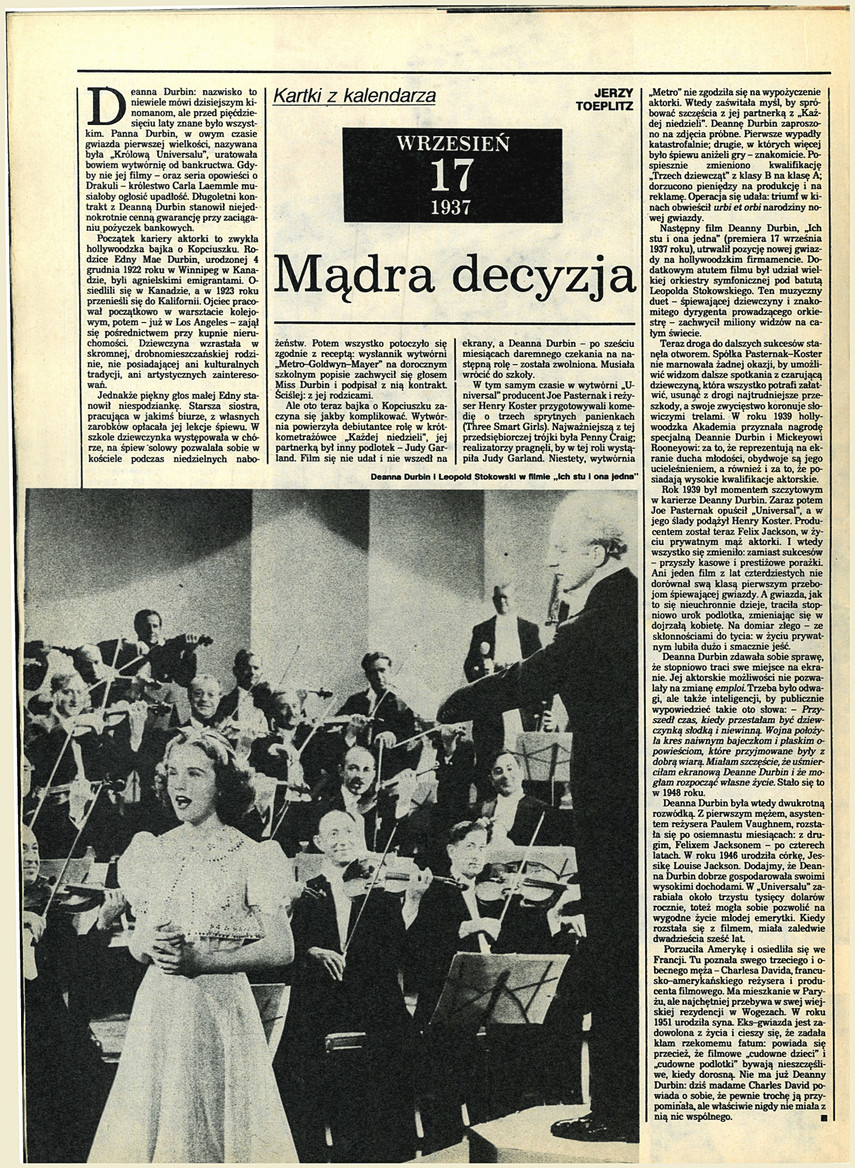 Kartki z kalendarza
JERZY
TOEPLITZ
WRZESIEŃ
17
1937
Mądra decyzja
Deanna Durbin: nazwisko to
niewiele mówi dzisiejszym ki-
nomanom, ale przed pięćdzie-
sięciu laty znane było wszyst-
kim. Panna Durbin, w owym czasie
gwiazda pierwszej wielkości, nazywana
była „Królową Universalu”, uratowała
bowiem wytwórnię od bankructwa. Gdy-
by nie jej filmy – oraz seria opowieści o
Drakuli – królestwo Carla Laemmle mu-
siałoby ogłosić upadłość. Długoletni kon-
trakt z Deanną Durbin stanowił niejed-
nokrotnie cenną gwarancję przy zaciąga-
niu pożyczek bankowych.
Początek kariery aktorki to zwykła
hollywoodzka bajka o Kopciuszku. Ro-
dzice Edny Mae Durbin, urodzonej 4
grudnia 1922 roku w Winnipeg w Kana-
dzie, byli agnielskimi emigrantami. O-
siedlili się w Kanadzie, a w 1923 roku
przenieśli się do Kalifornii. Ojciec praco-
wał początkowo w warsztacie kolejo-
wym, potem – już w Los Angeles – zajął
się pośrednictwem przy kupnie nieru-
chomości. Dziewczyna wzrastała w
skromnej, drobnomieszczańskiej rodzi-
nie, nie posiadającej ani kulturalnych
tradycji, ani artystycznych zaintereso-
wań.
Jednakże piękny głos małej Edny sta-
nowił niespodziankę. Starsza siostra,
pracująca w jakimś biurze, z własnych
zarobków opłacała jej lekcje śpiewu. W
szkole dziewczynka występowała w chó-
rze, na śpiew solowy pozwalała sobie w
kościele podczas niedzielnych nabo-
żeństw. Potem wszystko potoczyło się
zgodnie z receptą: wysłannik wytwórni
„Metro-Goldwyn-Mayer” na dorocznym
szkolnym popisie zachwycił się głosem
Miss Durbin i podpisał z nią kontrakt.
Ściślej: z jej rodzicami.
Ale oto teraz bajka o Kopciuszku za-
czyna się jakby komplikować. Wytwór-
nia powierzyła debiutantce rolę w krót-
kometrażówce „Każdej niedzieli”, jej
partnerką był inny podlotek – Judy Gar-
land. Film się nie udał i nie wszedł na
ekrany, a Deanna Durbin – po sześciu
miesiącach daremnego czekania na na-
stępną rolę – została zwolniona. Musiała
wrócić do szkoły.
W tym samym czasie w wytwórni „U-
niversal” producent Joe Pasternak i reży-
ser Henry Koster przygotowywali kome-
dię o trzech sprytnych panienkach
(Three Smart Girls). Najważniejszą z tej
przedsiębiorczej trójki była Penny Craig;
realizatorzy pragnęli, by w tej roli wystą-
piła Judy Garland. Niestety, wytwórnia
„Metro” nie zgodziła się na wypożyczenie
aktorki. Wtedy zaświtała myśl, by spró-
bować szczęścia z jej partnerką z „Każ-
dej niedzieli”. Deannę Durbin zaproszo-
no na zdjęcia próbne. Pierwsze wypadły
katastrofalnie; drugie, w których więcej
było śpiewu aniżeli gry – znakomicie. Po-
spiesznie zmieniono kwalifikację
„Trzech dziewcząt” z klasy B na klasę A;
dorzucono pieniędzy na produkcję i na
reklamę. Operacja się udała: triumf w ki-
nach obwieścił urbi et orbi narodziny no-
wej gwiazdy.
Następny film Deanny Durbin, „Ich
stu i ona jedna” (premiera 17 września
1937 roku), utrwalił pozycję nowej gwiaz-
dy na hollywoodzkim firmamencie. Do-
datkowym atutem filmu był udział wiel-
kiej orkiestry symfonicznej pod batutą
Leopolda Stokowskiego. Ten muzyczny
duet – śpiewającej dziewczyny i znako-
mitego dyrygenta prowadzącego orkie-
strę – zachwycił miliony widzów na ca-
łym świecie.
Teraz droga do dalszych sukcesów sta-
nęła otworem. Spółka Pasternak–Koster
nie marnowała żadnej okazji, by umożli-
wić widzom dalsze spotkania z czarującą
dziewczyną, która wszystko potrafi załat-
wić, usunąć z drogi najtrudniejsze prze-
szkody, a swoje zwycięstwo koronuje sło-
wiczymi trelami. W roku 1939 holly-
woodzka Akademia przyznała nagrodę
specjalną Deannie Durbin i Mickeyowi
Rooneyowi: za to, że reprezentują na ek-
ranie ducha młodości, obydwoje są jego
ucieleśnieniem, a również i za to, że po-
siadają wysokie kwalifikacje aktorskie.
Rok 1939 był momentem szczytowym
w karierze Deanny Durbin. Zaraz potem
Joe Pasternak opuścił „Universal”, a w
jego ślady podążył Henry Koster. Produ-
centem został teraz Felix Jackson, w ży-
ciu prywatnym mąż aktorki. I wtedy
wszystko się zmieniło: zamiast sukcesów
– przyszły kasowe i prestiżowe porażki.
Ani jeden film z lat czterdziestych nie
dorównał swą klasą pierwszym przebo-
jom śpiewającej gwiazdy. A gwiazda, jak
to się nieuchronnie dzieje, traciła stop-
niowo urok podlotka, zmieniając się w
dojrzałą kobietę. Na domiar złego – ze
skłonnościami do tycia: w życiu prywat-
nym lubiła dużo i smacznie jeść.
Deanna Durbin zdawała sobie sprawę,
że stopniowo traci swe miejsce na ekra-
nie. Jej aktorskie możliwości nie pozwa-
lały na zmianę emploi. Trzeba było odwa-
gi, ale także inteligencji, by publicznie
wypowiedzieć takie oto słowa: – Przy-
szedł czas, kiedy przestałam być dziew-
czynką słodką i niewinną. Wojna położy-
ła kres naiwnym bajeczkom i płaskim o-
powieściom, które przyjmowane były z
dobrą wiarą. Miałam szczęście, że uśmier-
ciłam ekranową Deanne Durbin i że mo-
głam rozpocząć własne życie. Stało się to
w 1948 roku.
Deanna Durbin była wtedy dwukrotną
rozwódką. Z pierwszym mężem, asysten-
tem reżysera Paulem Vaughnem, rozsta-
ła się po osiemnastu miesiącach: z dru-
gim, Felixem Jacksonem – po czterech
latach. W roku 1946 urodziła córkę, Jes-
sikę Louise Jackson. Dodajmy, że Dean-
na Durbin dobrze gospodarowała swoimi
wysokimi dochodami. W „Universalu” za-
rabiała około trzystu tysięcy dolarów
rocznie, toteż mogła sobie pozwolić na
wygodne życie młodej emerytki. Kiedy
rozstała się z filmem, miała zaledwie
dwadzieścia sześć lat.
Porzuciła Amerykę i osiedliła się we
Francji. Tu poznała swego trzeciego i o-
becnego męża – Charlesa Davida, francu-
sko-amerykańskiego reżysera i produ-
centa filmowego. Ma mieszkanie w Pary-
żu, ale najchętniej przebywa w swej wiej-
skiej rezydencji w Wogezach. W roku
1951 urodziła syna. Eks-gwiazda jest za-
dowolona z życia i cieszy się, że zadała
kłam rzekomemu fatum: powiada się
przecież, że filmowe „cudowne dzieci” i
„cudowne podlotki” bywają nieszczęśli-
we, kiedy dorosną. Nie ma już Deanny
Durbin: dziś madame Charles David po-
wiada o sobie, że pewnie trochę ją przy-
pominała, ale właściwie nigdy nie miała z
nią nic wspólnego.
Deanna Durbin i Leopold Stokowski w filmie „Ich stu i ona jedna”